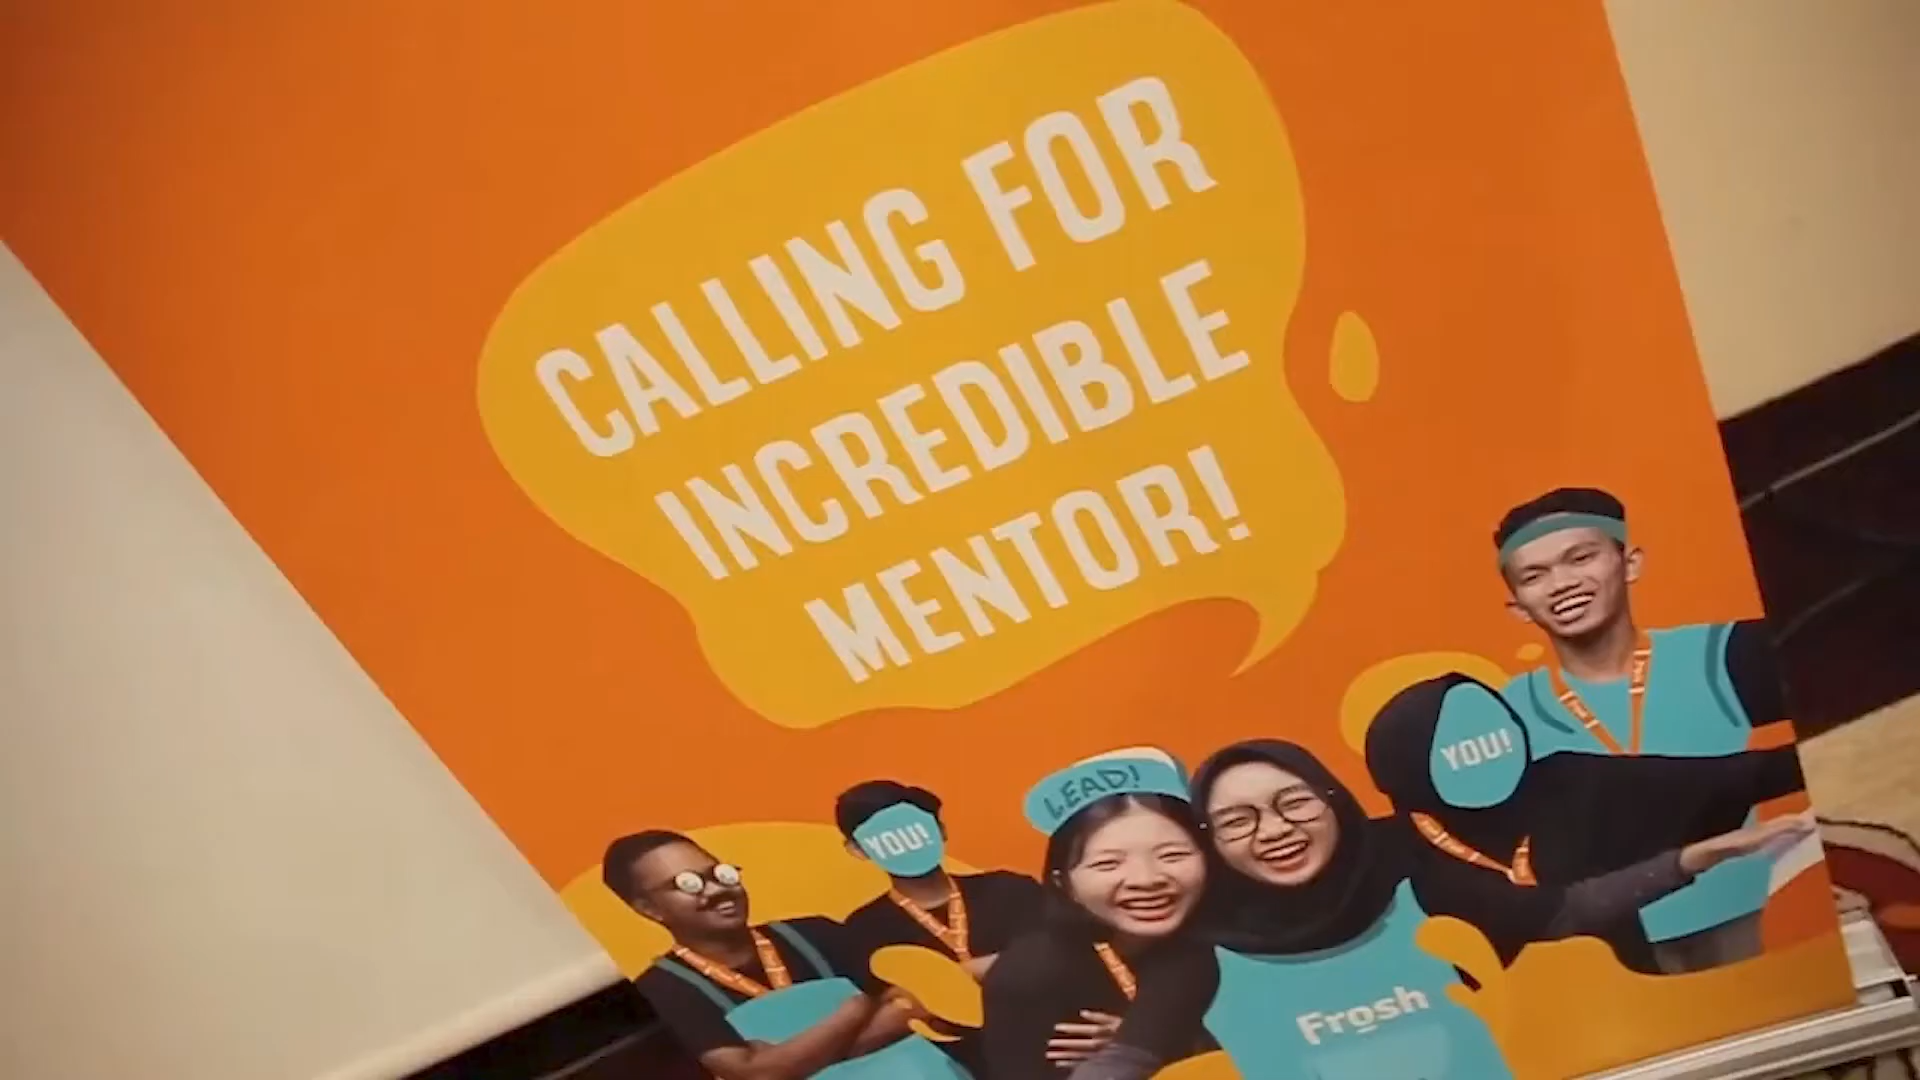 CALLING FOR
INCREDIBLE
MENTOR!
YOU!
LEAD!
YOU!
Frosh